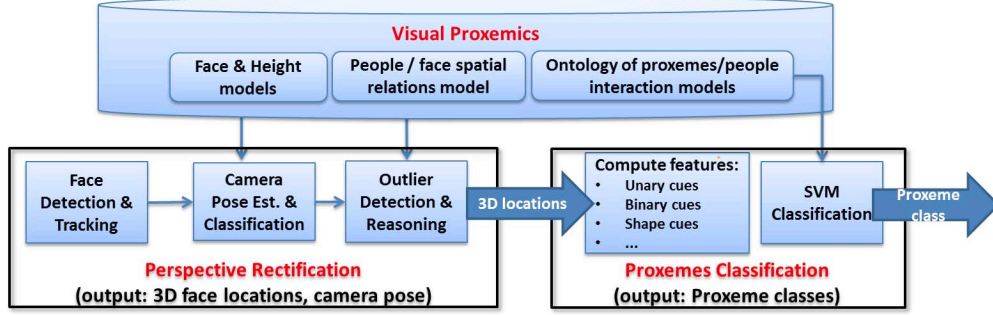 Visual Proxemics
Face & Height
models
People / face spatial
relations model
Ontology of proxemes/people
interaction models
Face
Detection &
Tracking
Camera
Pose Est. &
Classification
Outlier
Detection &
Reasoning
3D locations
Compute features:
• Unary cues
• Binary cues
• Shape cues
• ...
SVM
Classification
Proxeme
class
Perspective Rectification
(output: 3D face locations, camera pose)
Proxemes Classification
(output: Proxeme classes)